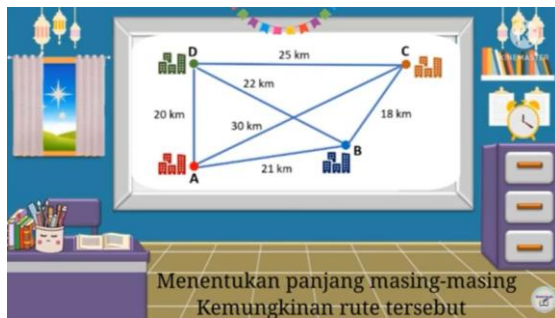 D
25 km
C
22 km
20 km
30 km
18 km
B
21 km
A
Menentukan panjang masing-masing
Kemungkinan rute tersebut